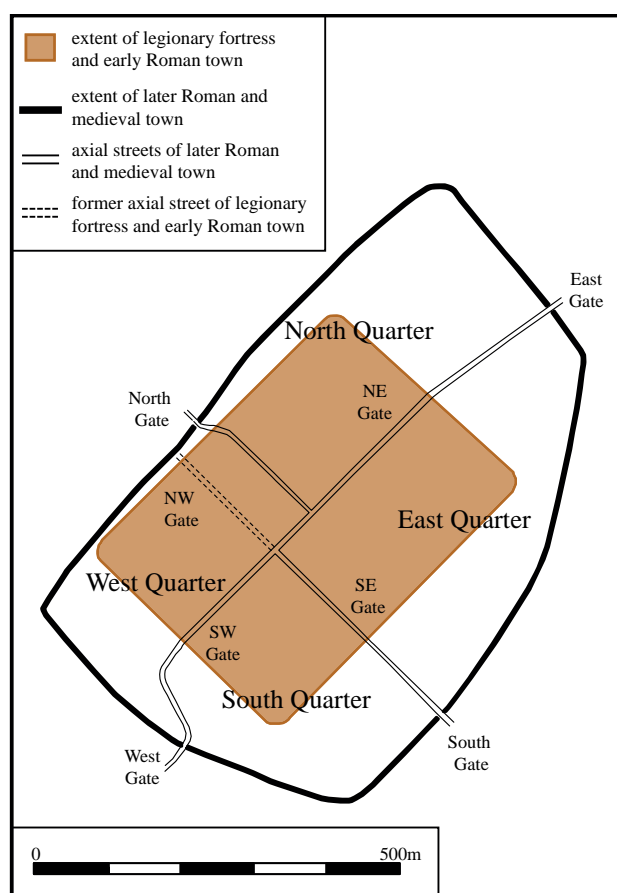 extent of legionary fortress
and early Roman town
extent of later Roman and
medieval town
axial streets of later Roman
and medieval town
former axial street of legionary
fortress and early Roman town
East
Gate
North Quarter
NE
Gate
North
Gate
NW
Gate
East Quarter
West Quarter
SE
Gate
SW
Gate
South Quarter
South
Gate
West
Gate
0
500m